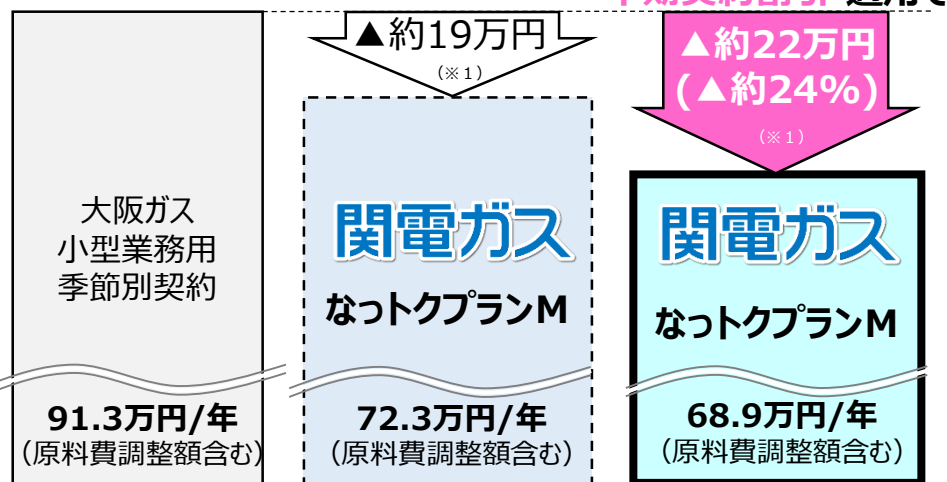 ▲約19万円
(※1)
▲約22万円
(▲約24%)
(※1)
大阪ガス
小型業務用
季節別契約
91.3万円/年
(原料費調整額含む)
関電ガス
なっトクプランM
72.3万円/年
(原料費調整額含む)
関電ガス
なっトクプランM
68.9万円/年
(原料費調整額含む)